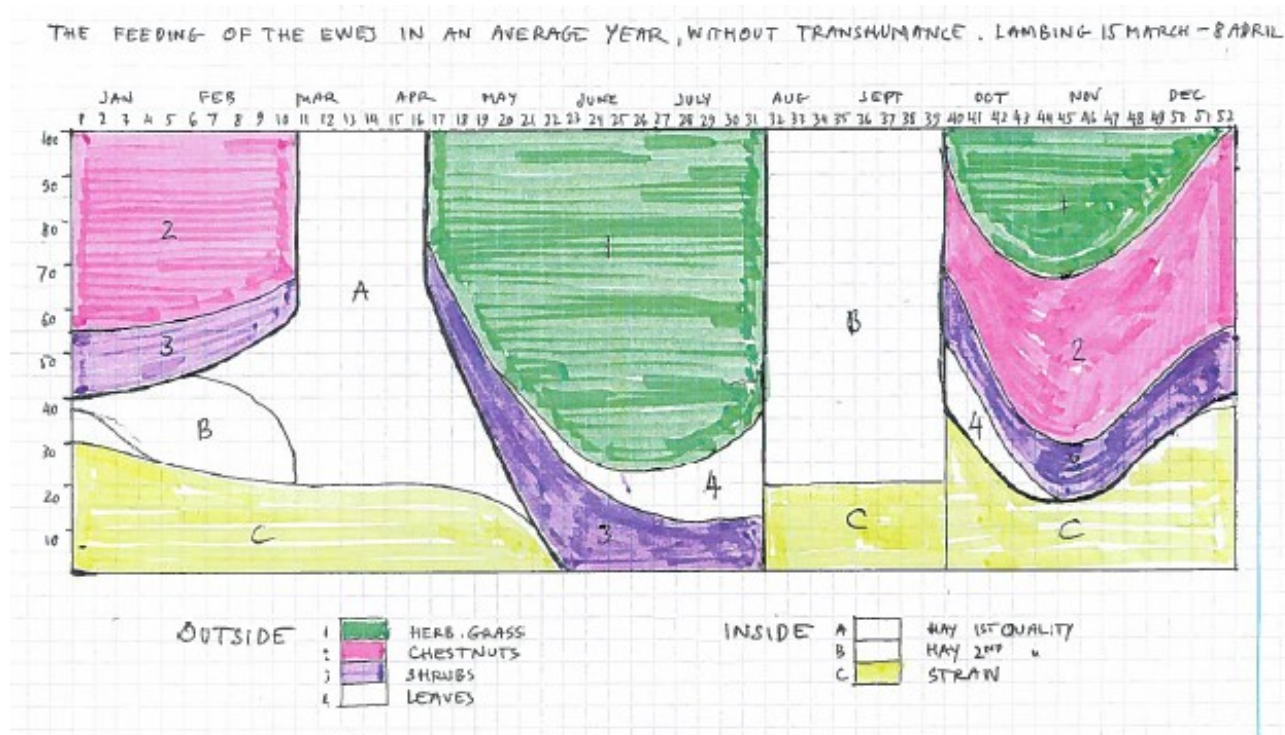 THE FEEDING OF THE EWES IN AN AVERAGE YEAR, WITHOUT TRANSHUMANCE. LAMBING 15 MARCH - 8 APRIL
JAN FEB MAR APR MAY JUNE JULY AUG SEPT OCT NOV DEC
1 2 3 4 5 6 7 8 9 10 11 12 13 14 15 16 17 18 19 20 21 22 23 24 25 26 27 28 29 30 31 32 33 34 35 36 37 38 39 40 41 42 43 44 45 46 47 48 49 50 51 52
100
90
80
70
60
50
40
30
20
10
2
3
B
C
A
1
4
3
B
C
1
2
3
4
C
OUTSIDE 1 HERB. GRASS INSIDE A HAY 1ST QUALITY
2 CHESTNUTS B HAY 2ND "
3 SHRUBS C STRAW
4 LEAVES